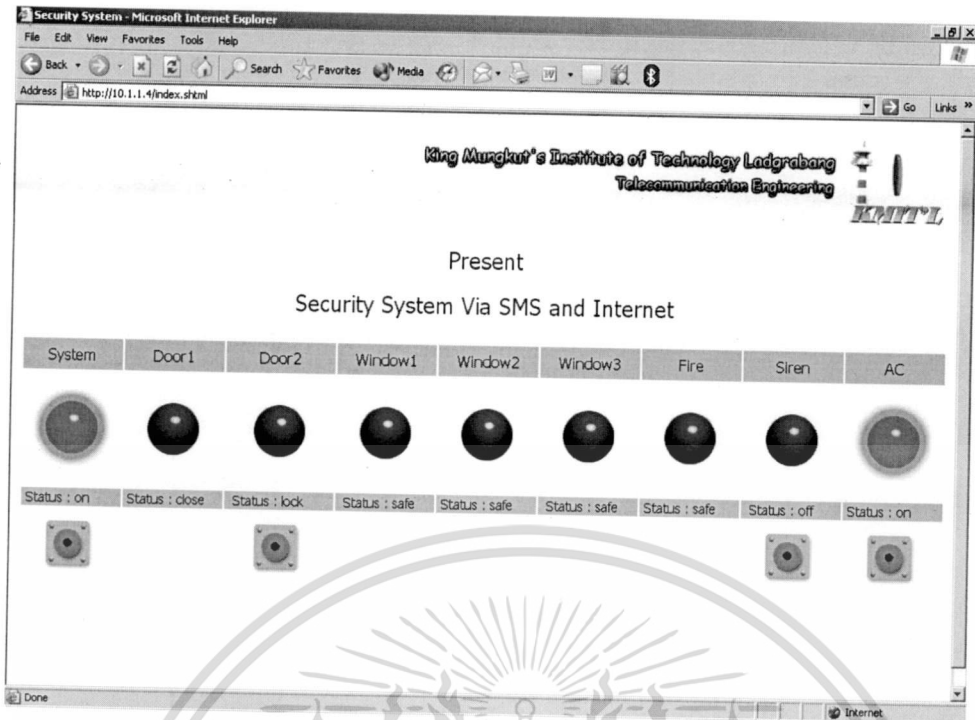 Security System - Microsoft Internet Explorer
File Edit View Favorites Tools Help
Back Search Favorites Media
Address http://10.1.1.4/index.shtml Go Links »
King Mungkut's Institute of Technology Ladgrabang
Telecommunication Engineering
KMIT'L
Present
Security System Via SMS and Internet
System Door1 Door2 Window1 Window2 Window3 Fire Siren AC
Status : on Status : close Status : lock Status : safe Status : safe Status : safe Status : safe Status : off Status : on
Done Internet